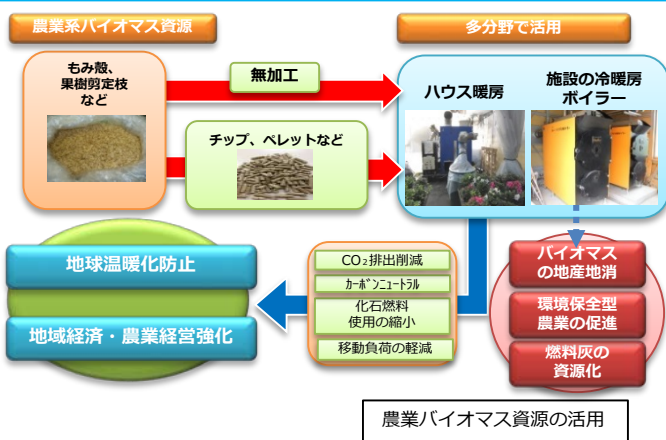 農業系バイオマス資源
多分野で活用
もみ殻、
果樹剪定枝
など
無加工
チップ、ペレットなど
ハウス暖房
施設の冷暖房
ボイラー
地球温暖化防止
地域経済・農業経営強化
CO₂排出削減
ｶｰﾎﾞﾝﾆｭｰﾄﾗﾙ
化石燃料
使用の縮小
移動負荷の軽減
バイオマス
の地産地消
環境保全型
農業の促進
燃料灰の
資源化
農業バイオマス資源の活用